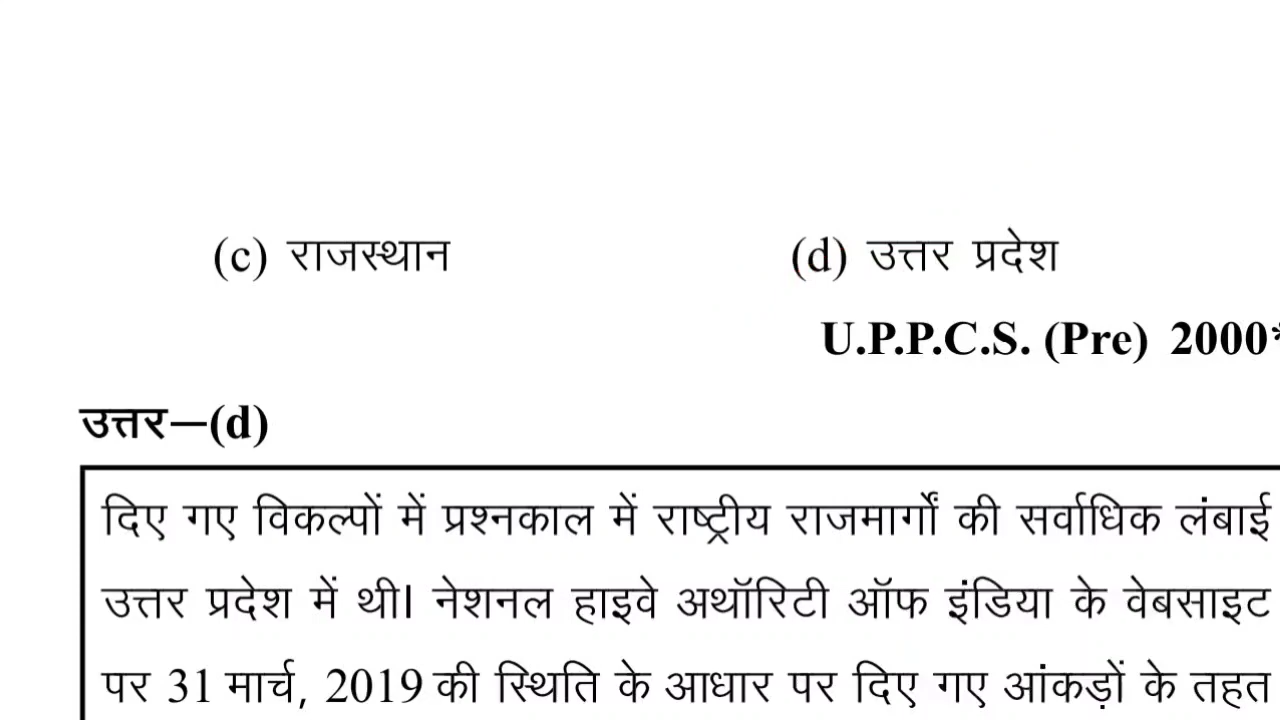 (c) राजस्थान (d) उत्तर प्रदेश
U.P.P.C.S. (Pre) 2000*
उत्तर—(d)
दिए गए विकल्पों में प्रश्नकाल में राष्ट्रीय राजमार्गों की सर्वाधिक लंबाई
उत्तर प्रदेश में थी। नेशनल हाइवे अथॉरिटी ऑफ इंडिया के वेबसाइट
पर 31 मार्च, 2019 की स्थिति के आधार पर दिए गए आंकड़ों के तहत